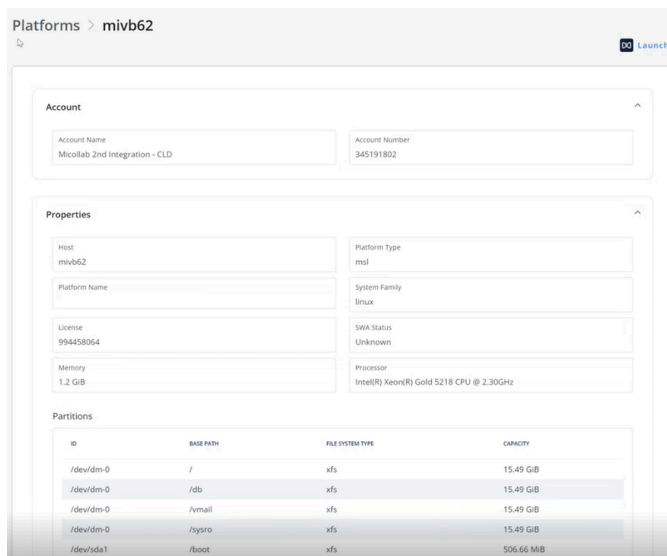 Platforms > mivb62
Launch
Account
Account Name
Micollab 2nd Integration - CLD
Account Number
345191802
Properties
Host
mivb62
Platform Type
msl
Platform Name
System Family
linux
License
994458064
SWA Status
Unknown
Memory
1.2 GiB
Processor
Intel(R) Xeon(R) Gold 5218 CPU @ 2.30GHz
Partitions
ID BASE PATH FILE SYSTEM TYPE CAPACITY
/dev/dm-0 / xfs 15.49 GiB
/dev/dm-0 /db xfs 15.49 GiB
/dev/dm-0 /vmail xfs 15.49 GiB
/dev/dm-0 /sysro xfs 15.49 GiB
/dev/sda1 /boot xfs 506.66 MiB